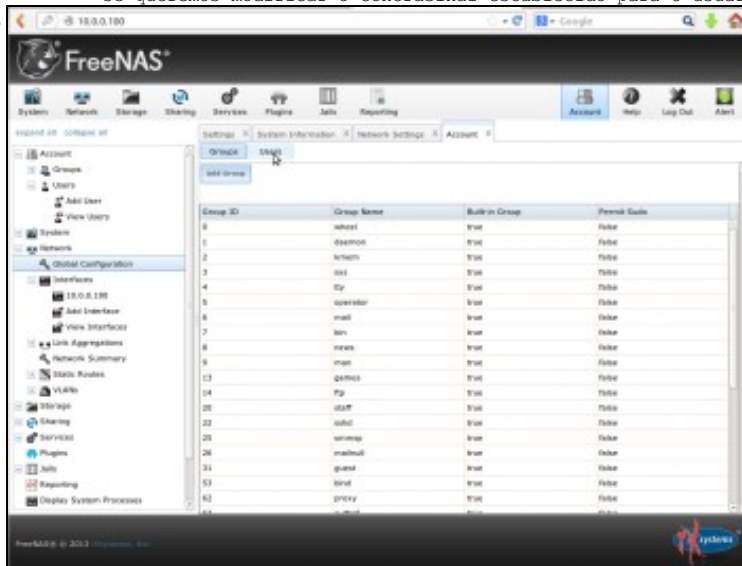 10.0.0.100
Google
FreeNAS®
System Network Storage Sharing Services Plugins Jails Reporting Account Help Log Out Alert
expand all collapse all
Settings X System Information X Network Settings X Account X
Groups Users
Add Group
Account
Groups
Users
Add User
View Users
System
Network
Global Configuration
Interfaces
10.0.0.100
Add Interface
View Interfaces
Link Aggregations
Network Summary
Static Routes
VLANs
Storage
Sharing
Services
Plugins
Jails
Reporting
Display System Processes
Group ID Group Name Built-in Group Permit Sudo
0 wheel true false
1 daemon true false
2 kmem true false
3 sys true false
4 tty true false
5 operator true false
6 mail true false
7 bin true false
8 news true false
9 man true false
13 games true false
14 ftp true false
20 staff true false
22 sshd true false
25 smmsp true false
26 mailnull true false
31 guest true false
53 bind true false
62 proxy true false
FreeNAS® © 2013
systems